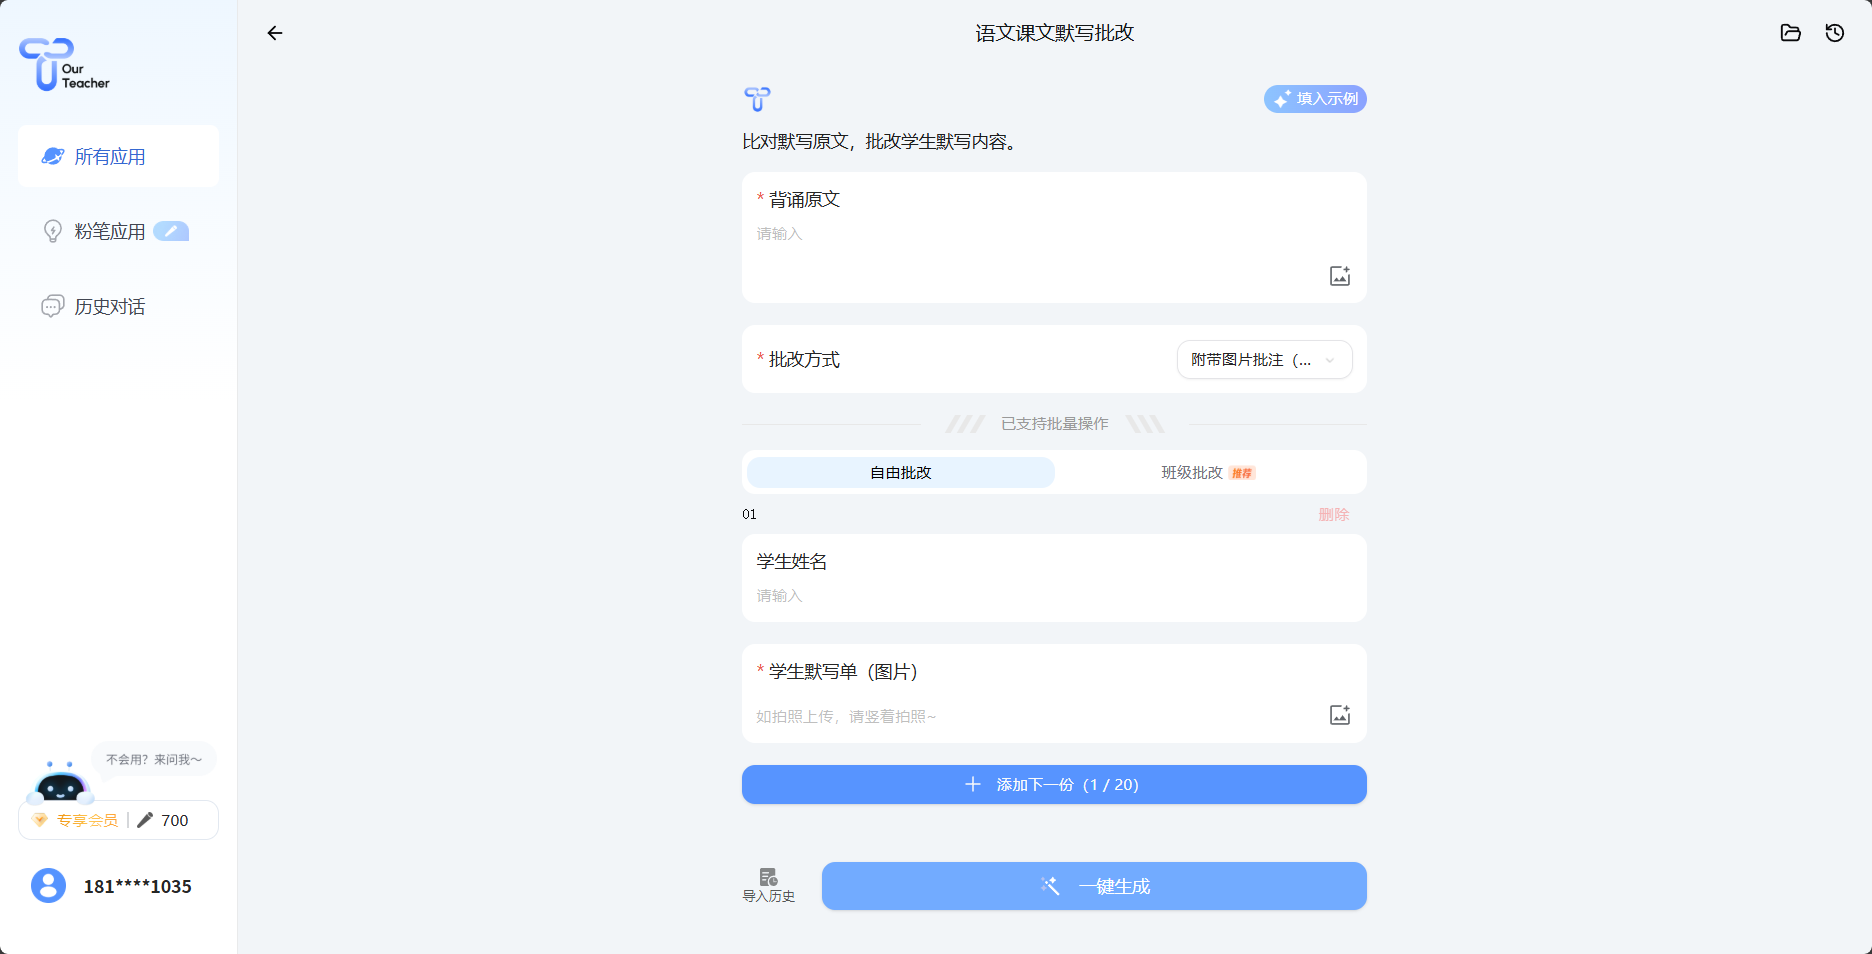 Our
Teacher
所有应用
粉笔应用
历史对话
不会用？来问我～
专享会员 | 700
181****1035
语文课文默写批改
填入示例
比对默写原文，批改学生默写内容。
* 背诵原文
请输入
* 批改方式
附带图片批注（...
已支持批量操作
自由批改
班级批改 推荐
01
删除
学生姓名
请输入
* 学生默写单（图片）
如拍照上传，请竖着拍照~
添加下一份（1 / 20）
导入历史
一键生成